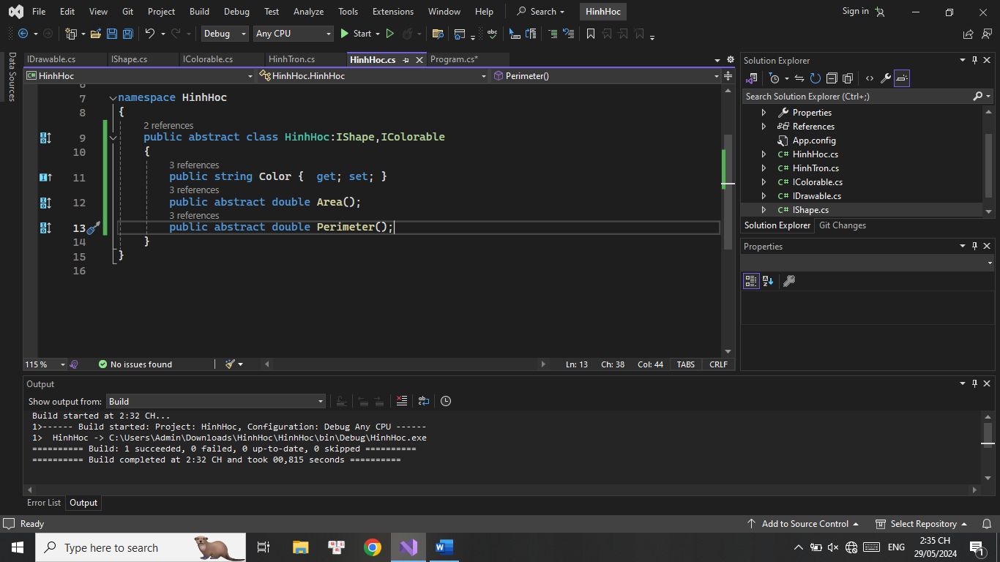 File Edit View Git Project Build Debug Test Analyze Tools Extensions Window Help Search HinhHoc Sign in
Debug Any CPU Start
Data Sources
IDrawable.cs IShape.cs IColorable.cs HinhTron.cs HinhHoc.cs Program.cs*
HinhHoc HinhHoc.HinhHoc Perimeter()
6
7 namespace HinhHoc
8 {
2 references
9 public abstract class HinhHoc:IShape,IColorable
10 {
3 references
11 public string Color { get; set; }
3 references
12 public abstract double Area();
3 references
13 public abstract double Perimeter();
14 }
15 }
16
115 % No issues found Ln: 13 Ch: 38 Col: 44 TABS CRLF
Solution Explorer
Search Solution Explorer (Ctrl+;)
Properties
References
App.config
C# HinhHoc.cs
C# HinhTron.cs
C# IColorable.cs
C# IDrawable.cs
C# IShape.cs
Solution Explorer Git Changes
Properties
Output
Show output from: Build
Build started at 2:32 CH...
1>------ Build started: Project: HinhHoc, Configuration: Debug Any CPU ------
1>  HinhHoc -> C:\Users\Admin\Downloads\HinhHoc\HinhHoc\bin\Debug\HinhHoc.exe
========== Build: 1 succeeded, 0 failed, 0 up-to-date, 0 skipped ==========
========== Build completed at 2:32 CH and took 00,815 seconds ==========
Error List Output
Ready Add to Source Control Select Repository
Type here to search ENG 2:35 CH
29/05/2024 1